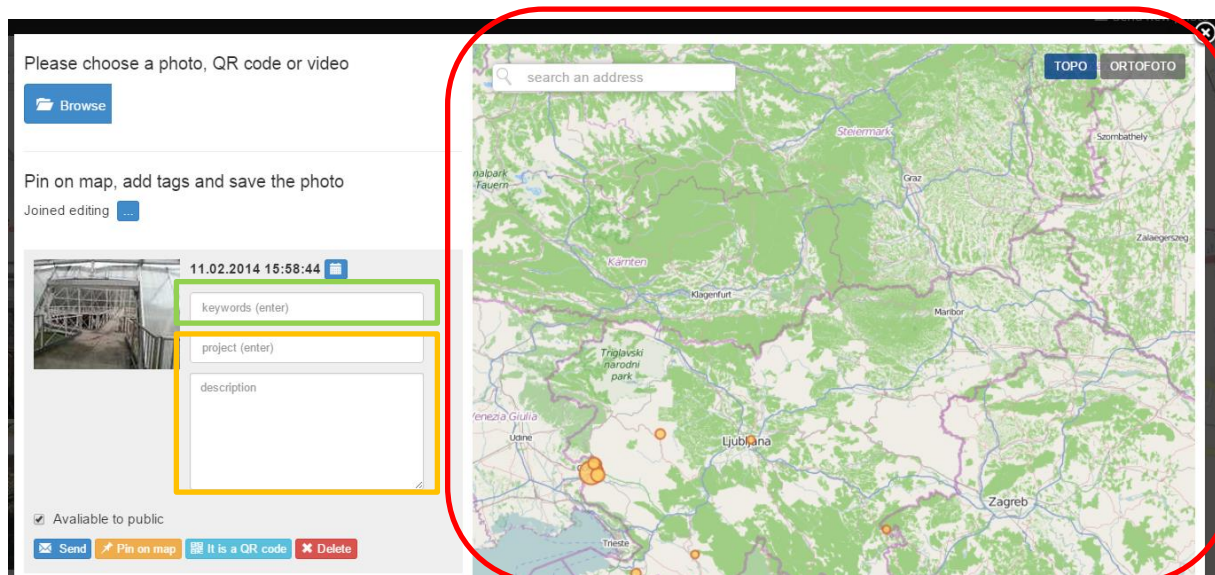 Please choose a photo, QR code or video
Browse
Pin on map, add tags and save the photo
Joined editing ...
11.02.2014 15:58:44
keywords (enter)
project (enter)
description
Avaliable to public
Send Pin on map It is a QR code Delete
search an address
TOPO ORTOFOTO
Steiermark
Szombathely
nalpark
Tauern
Graz
Zalaegerszeg
Kärnten
Klagenfurt
Maribor
Triglavski
narodni
park
Venezia Giulia
Udine
Ljubljana
Zagreb
Trieste